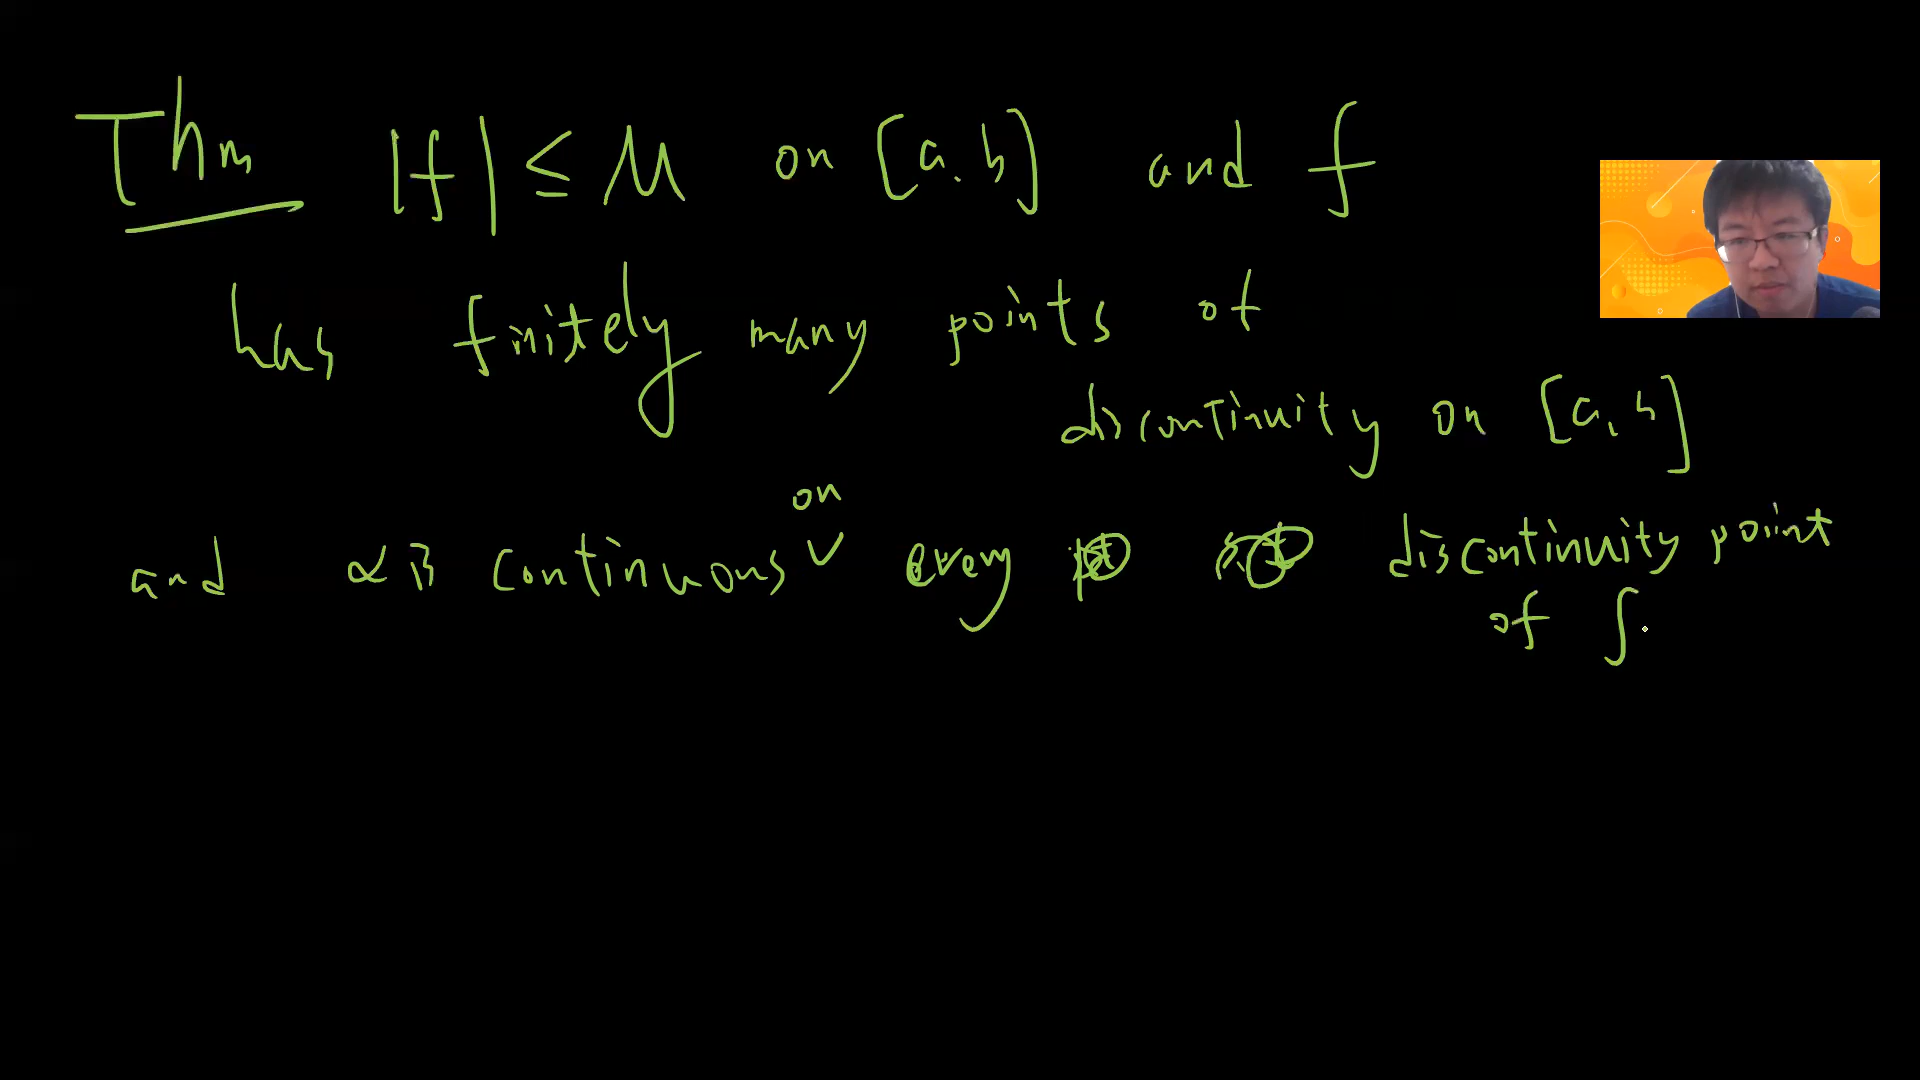 Thm |f| ≤ M on [a, b] and f
has finitely many points of
discontinuity on [a, b]
and α is continuous on every discontinuity point
of f